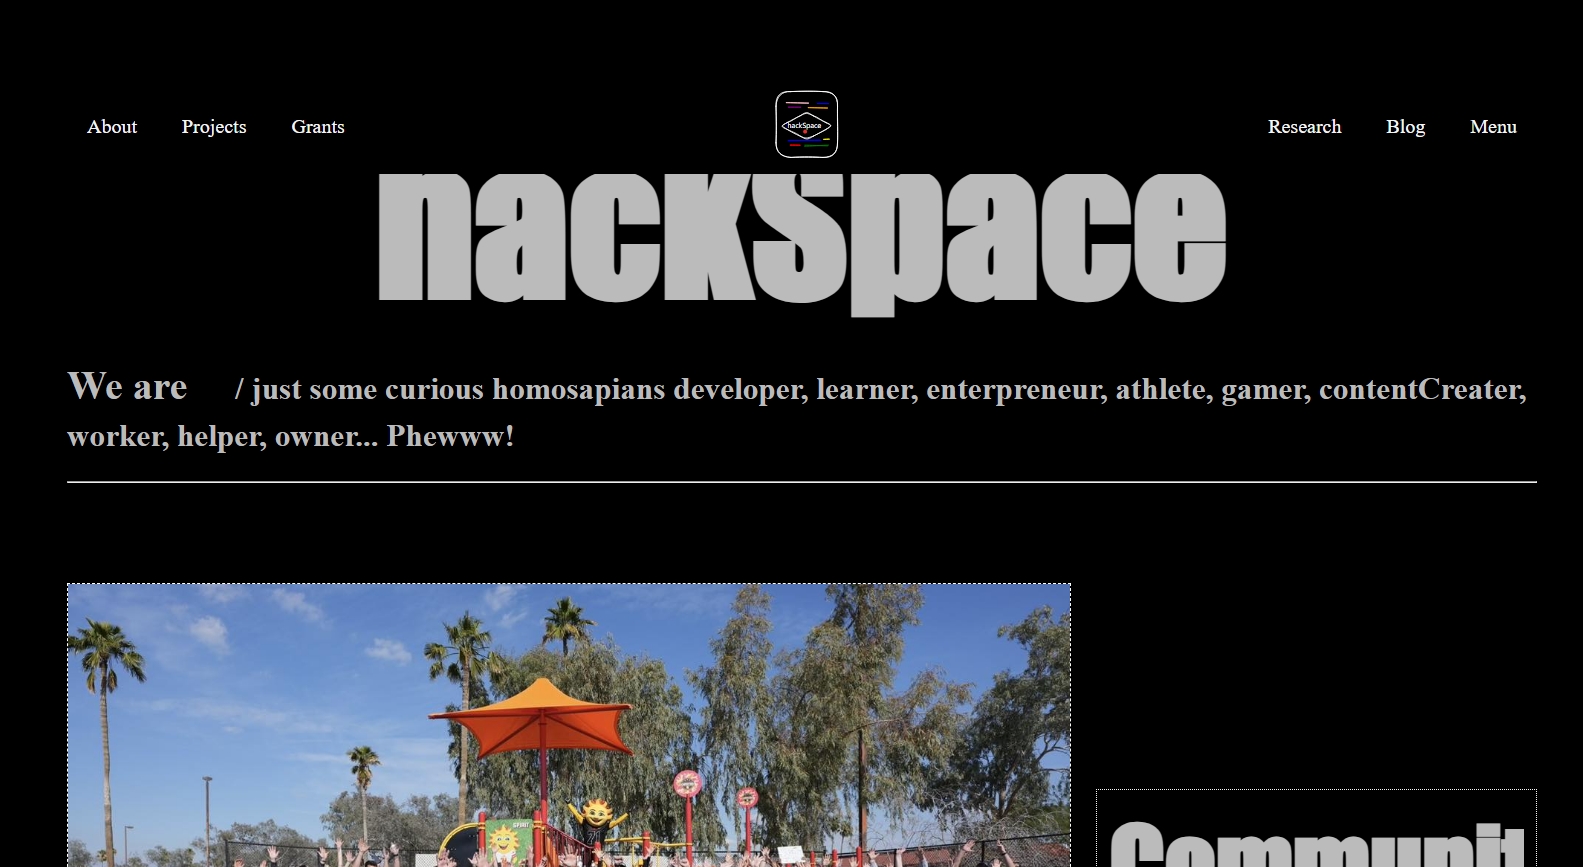 About Projects Grants hackSpace Research Blog Menu
hackSpace
We are / just some curious homosapians developer, learner, enterpreneur, athlete, gamer, contentCreater,
worker, helper, owner... Phewww!
SPIRIT
Communit